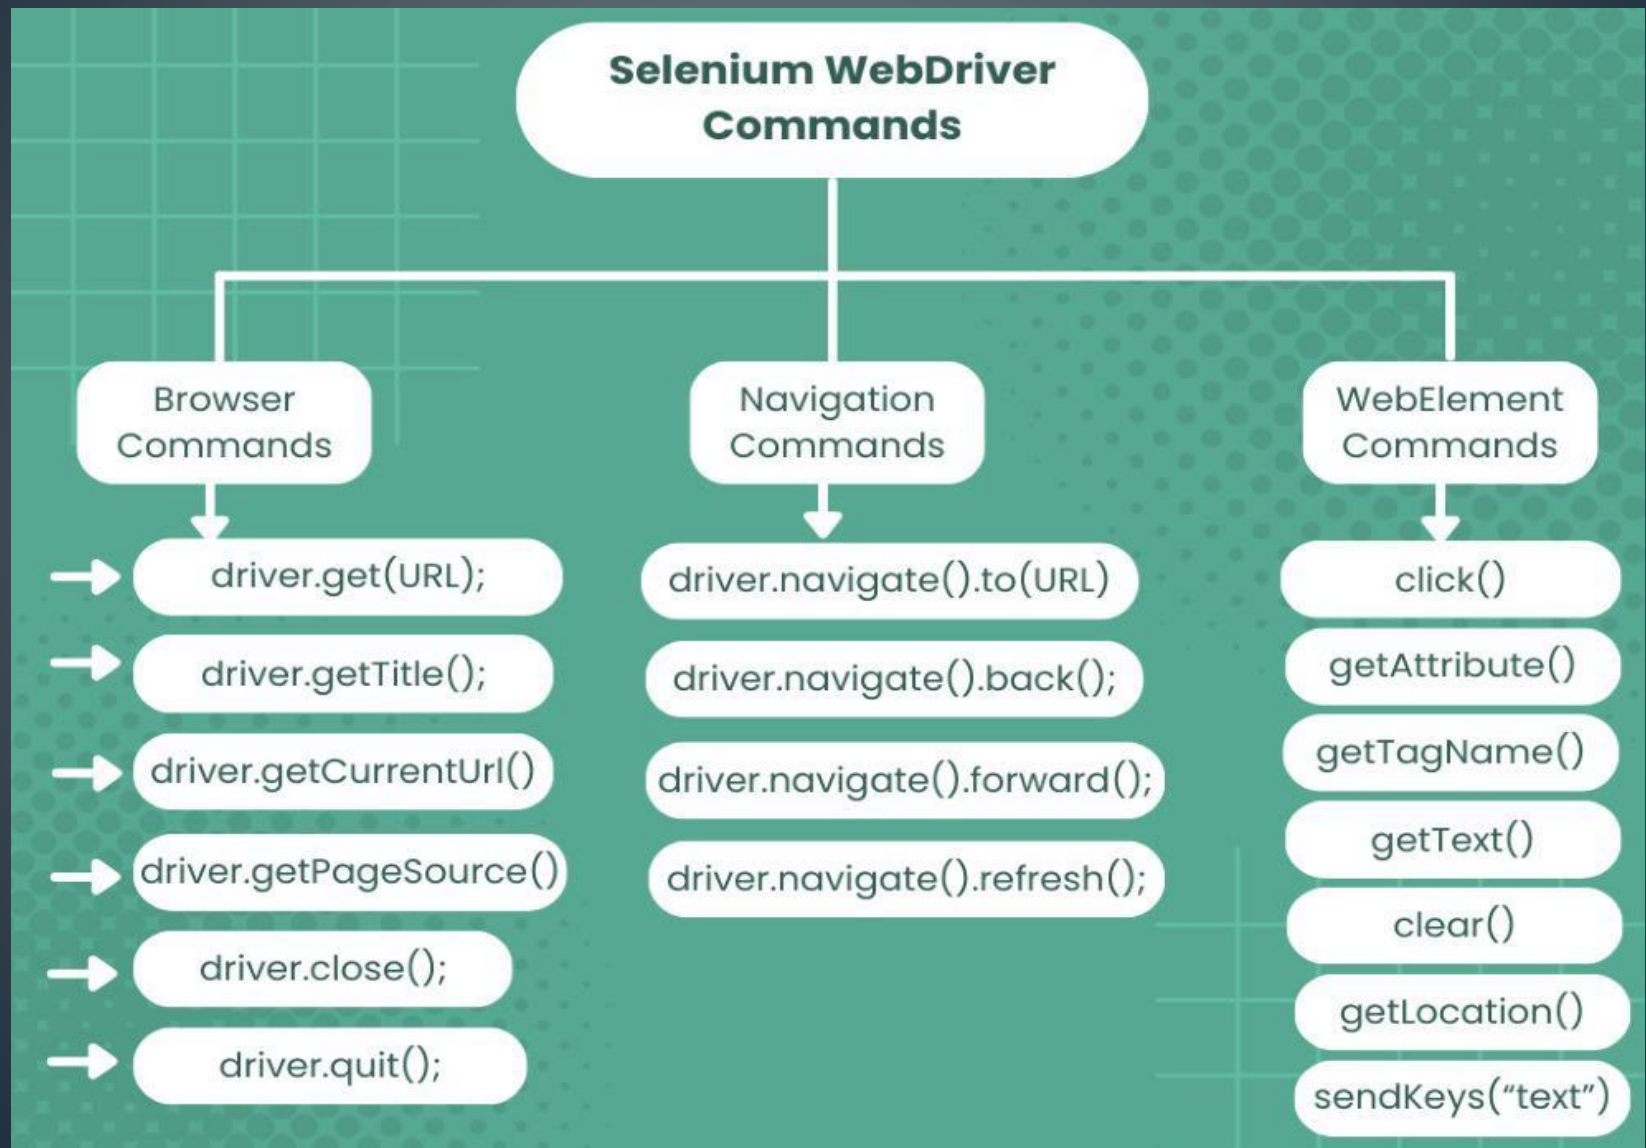 Selenium WebDriver
Commands
Browser
Commands
driver.get(URL);
driver.getTitle();
driver.getCurrentUrl()
driver.getPageSource()
driver.close();
driver.quit();
Navigation
Commands
driver.navigate().to(URL)
driver.navigate().back();
driver.navigate().forward();
driver.navigate().refresh();
WebElement
Commands
click()
getAttribute()
getTagName()
getText()
clear()
getLocation()
sendKeys(“text”)